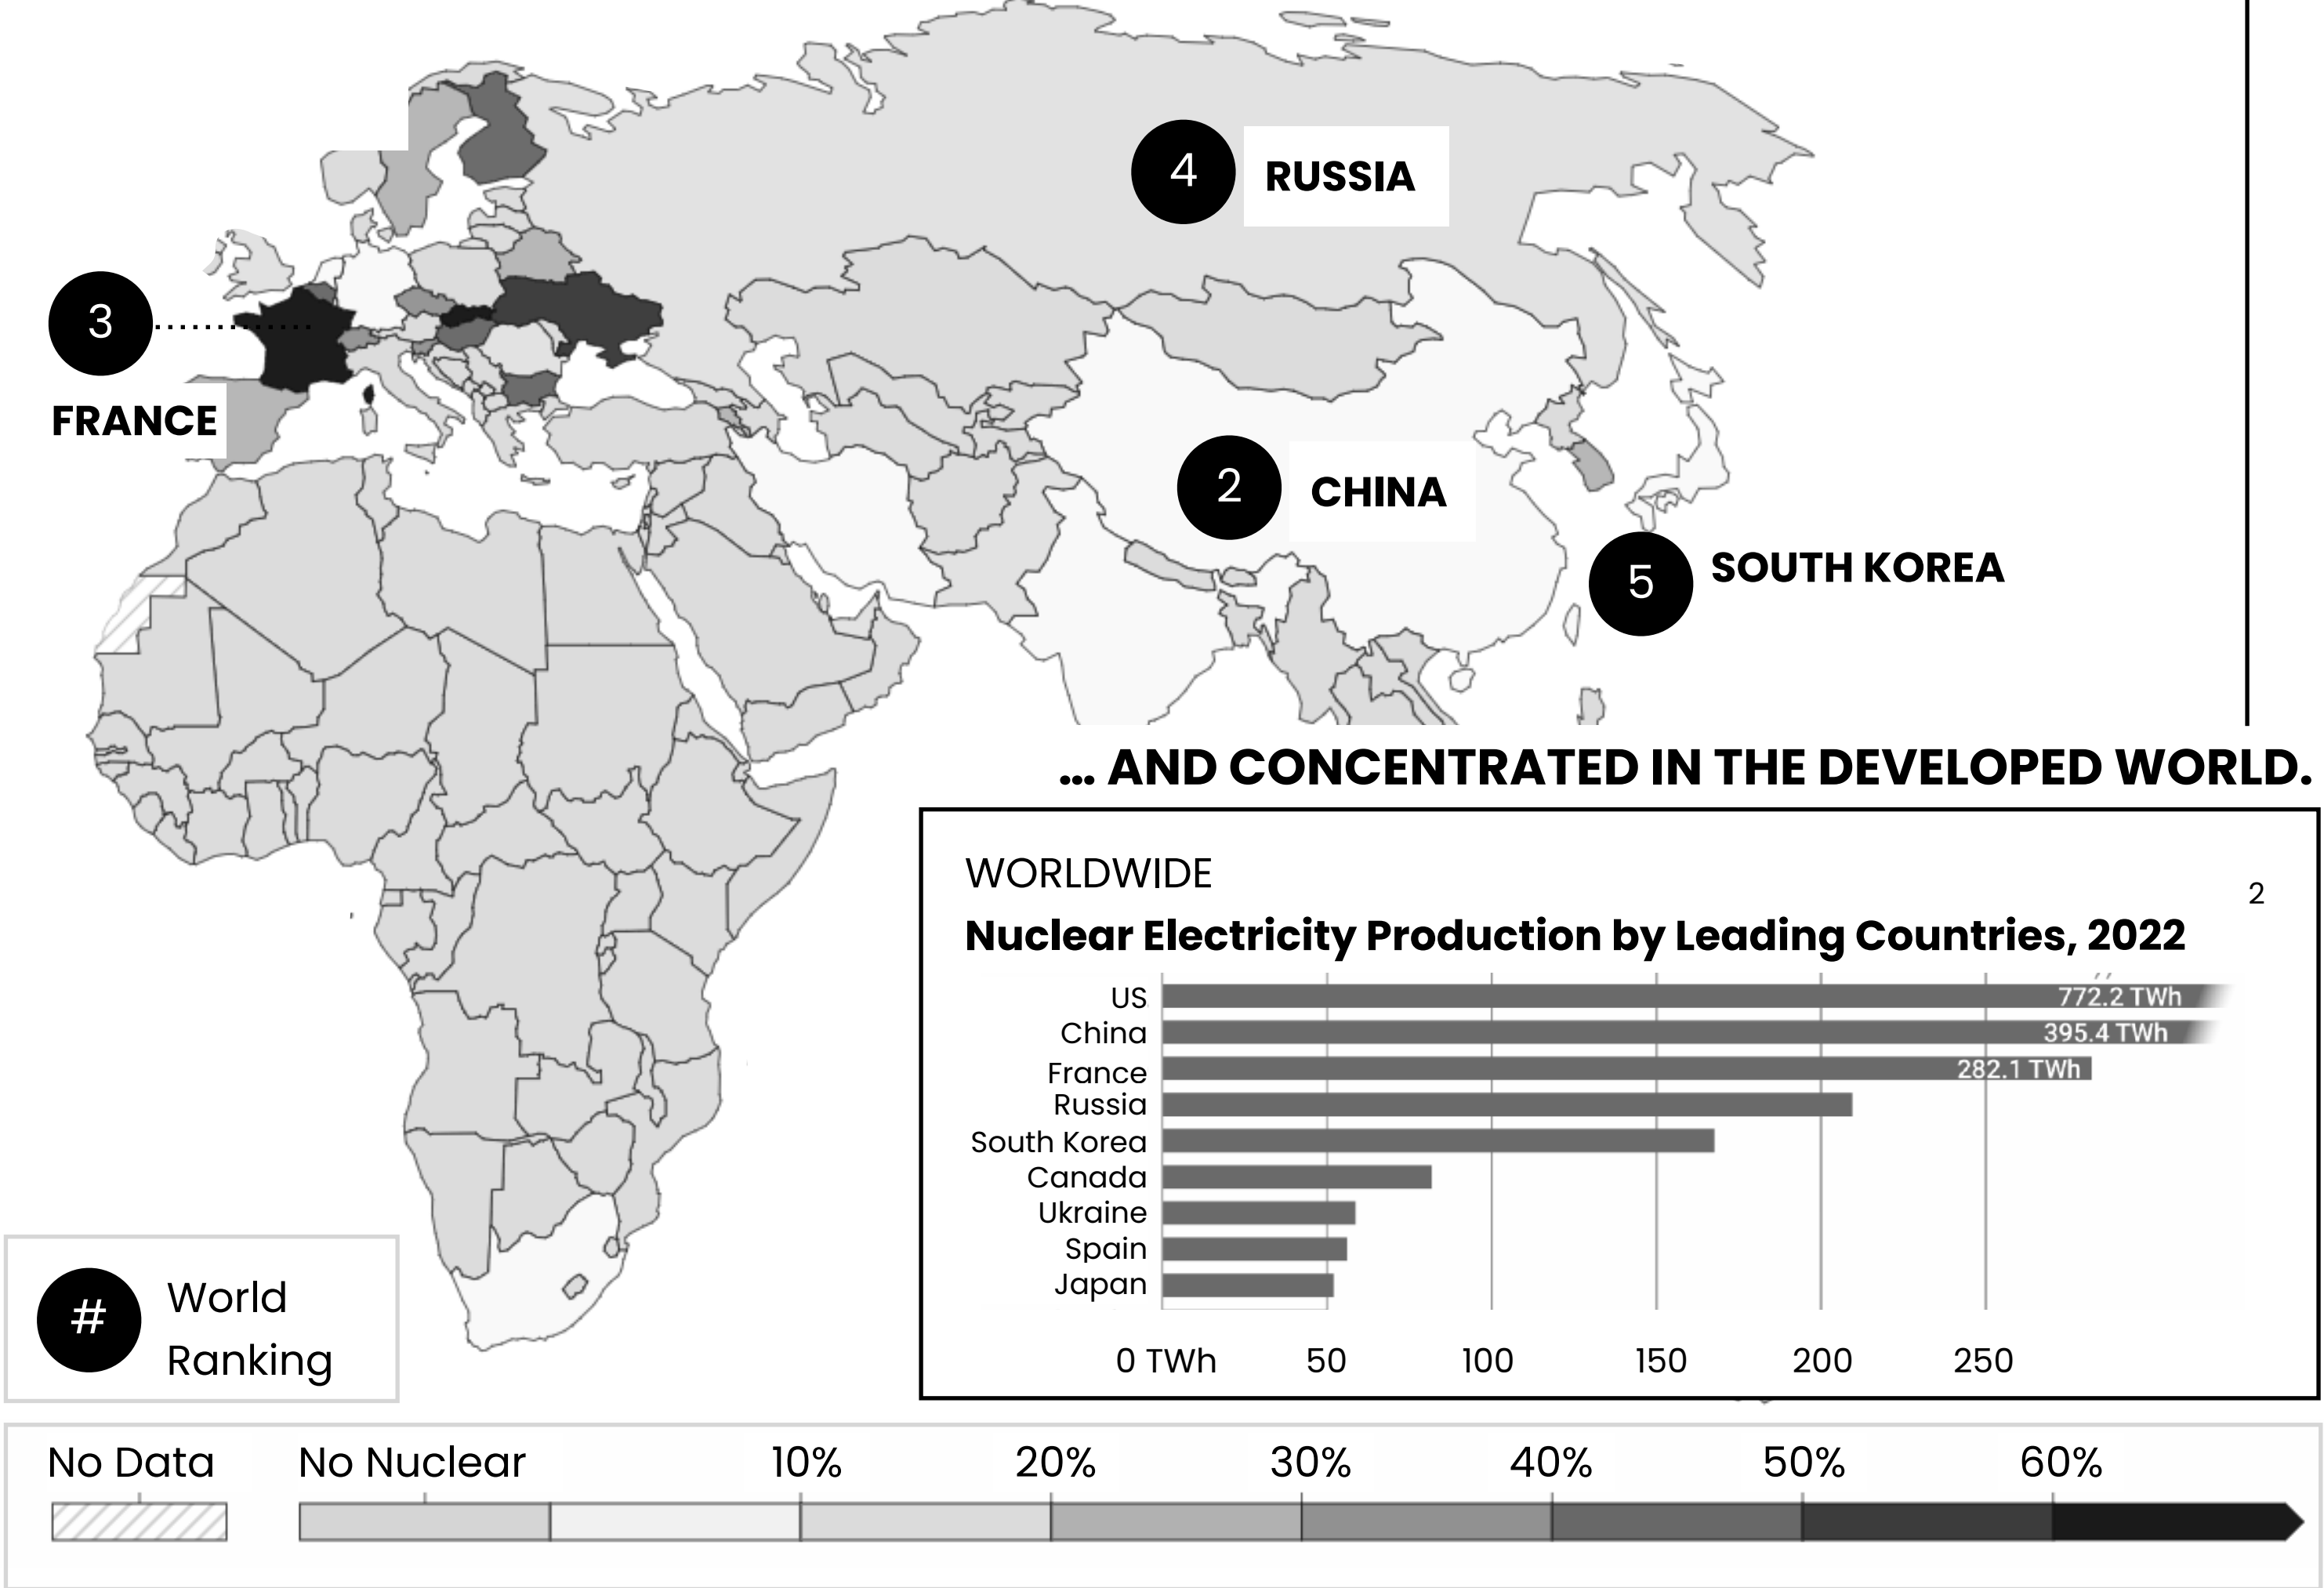 4
RUSSIA
3
FRANCE
2
CHINA
5
SOUTH KOREA
... AND CONCENTRATED IN THE DEVELOPED WORLD.
WORLDWIDE
2
Nuclear Electricity Production by Leading Countries, 2022
US
772.2 TWh
China
395.4 TWh
France
282.1 TWh
Russia
South Korea
Canada
Ukraine
Spain
Japan
0 TWh 50 100 150 200 250
#
World
Ranking
No Data No Nuclear 10% 20% 30% 40% 50% 60%